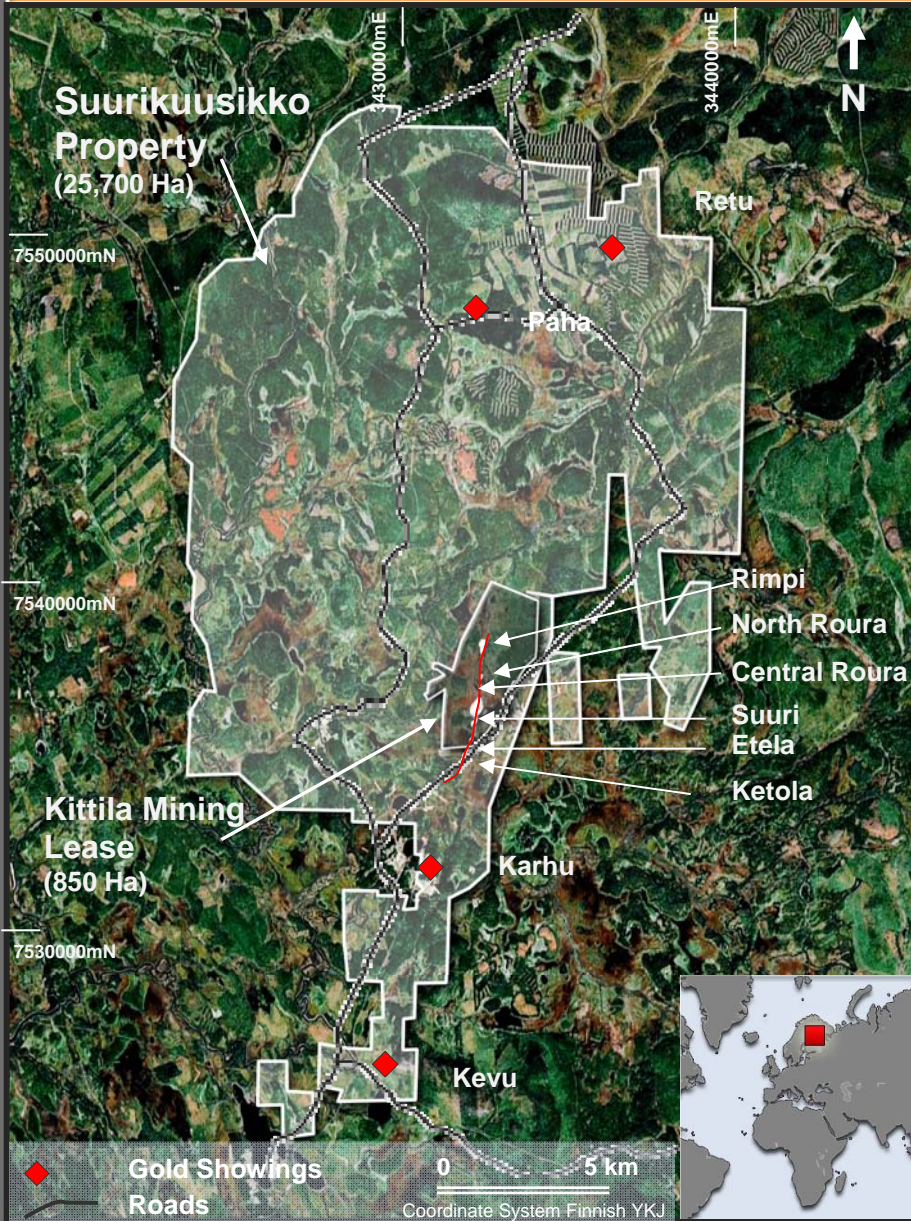 3430000mE
3440000mE
N
Suurikuusikko
Property
(25,700 Ha)
Retu
7550000mN
Paha
7540000mN
Rimpi
North Roura
Central Roura
Suuri
Etela
Ketola
Kittila Mining
Lease
(850 Ha)
Karhu
7530000mN
Kevu
Gold Showings
Roads
0 5 km
Coordinate System Finnish YKJ